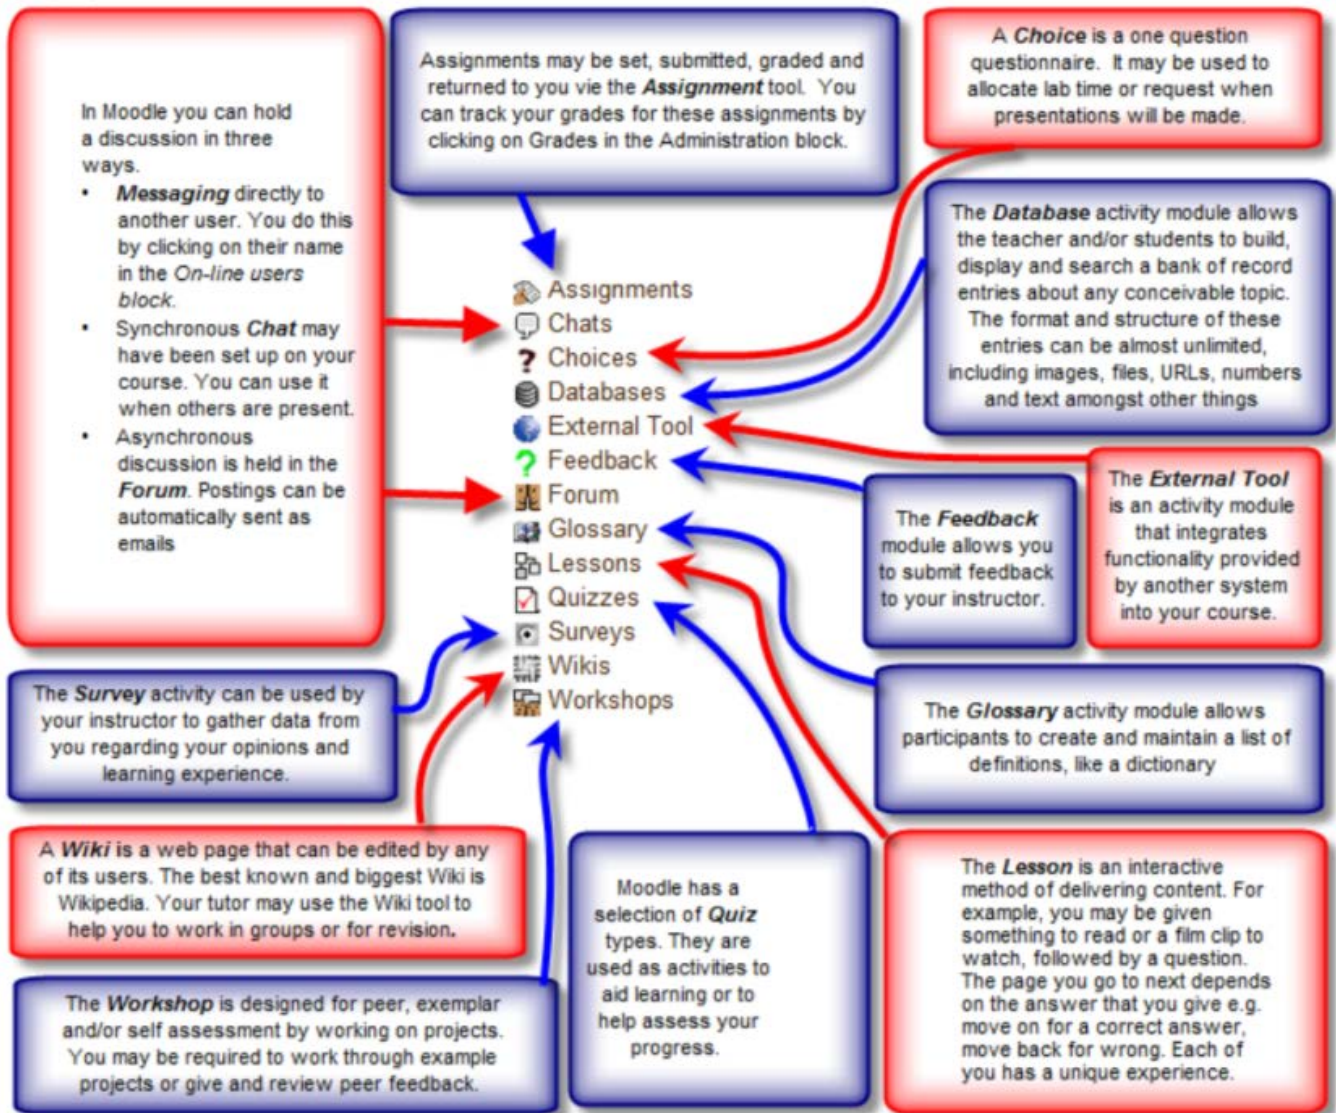 In Moodle you can hold
a discussion in three
ways.
• Messaging directly to
another user. You do this
by clicking on their name
in the On-line users
block.
• Synchronous Chat may
have been set up on your
course. You can use it
when others are present.
• Asynchronous
discussion is held in the
Forum. Postings can be
automatically sent as
emails
Assignments may be set, submitted, graded and
returned to you vie the Assignment tool. You
can track your grades for these assignments by
clicking on Grades in the Administration block.
A Choice is a one question
questionnaire. It may be used to
allocate lab time or request when
presentations will be made.
The Database activity module allows
the teacher and/or students to build,
display and search a bank of record
entries about any conceivable topic.
The format and structure of these
entries can be almost unlimited,
including images, files, URLs, numbers
and text amongst other things
Assignments
Chats
Choices
Databases
External Tool
Feedback
Forum
Glossary
Lessons
Quizzes
Surveys
Wikis
Workshops
The Feedback
module allows you
to submit feedback
to your instructor.
The External Tool
is an activity module
that integrates
functionality provided
by another system
into your course.
The Survey activity can be used by
your instructor to gather data from
you regarding your opinions and
learning experience.
The Glossary activity module allows
participants to create and maintain a list of
definitions, like a dictionary
A Wiki is a web page that can be edited by any
of its users. The best known and biggest Wiki is
Wikipedia. Your tutor may use the Wiki tool to
help you to work in groups or for revision.
Moodle has a
selection of Quiz
types. They are
used as activities to
aid learning or to
help assess your
progress.
The Lesson is an interactive
method of delivering content. For
example, you may be given
something to read or a film clip to
watch, followed by a question.
The page you go to next depends
on the answer that you give e.g.
move on for a correct answer,
move back for wrong. Each of
you has a unique experience.
The Workshop is designed for peer, exemplar
and/or self assessment by working on projects.
You may be required to work through example
projects or give and review peer feedback.